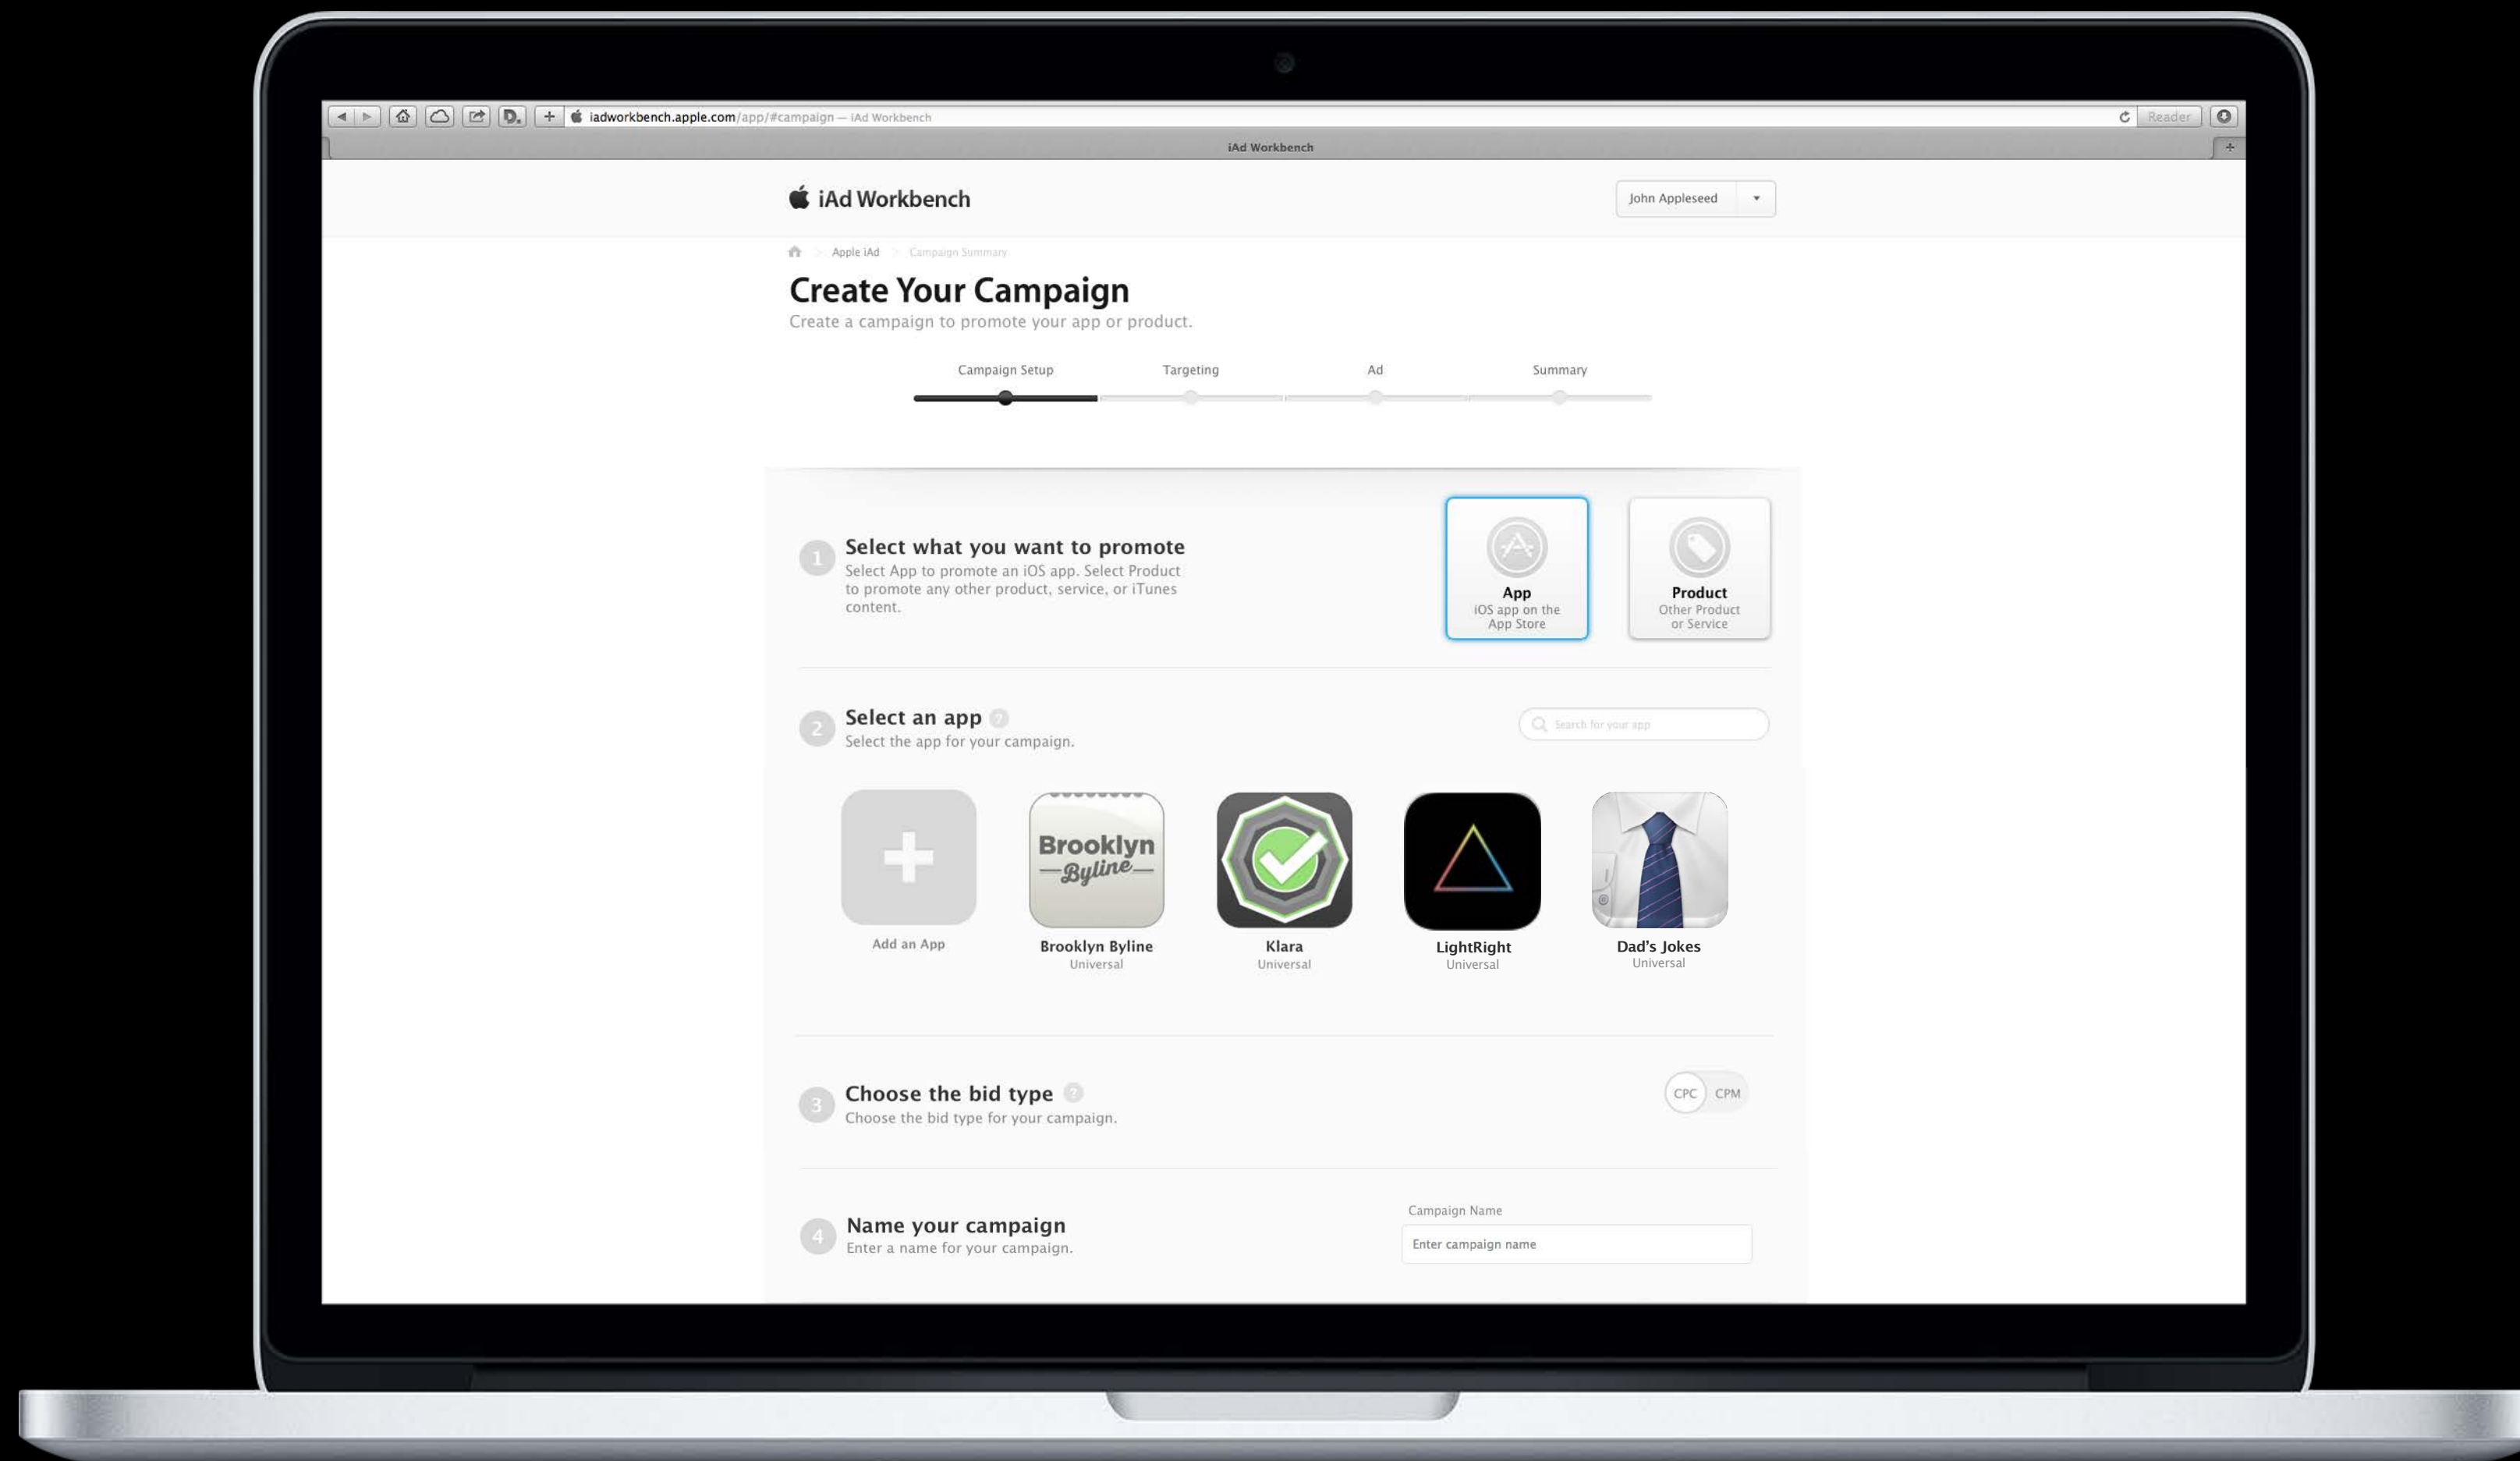 iadworkbench.apple.com/app/#campaign — iAd Workbench
Reader
iAd Workbench
iAd Workbench
John Appleseed
Apple iAd
Campaign Summary
Create Your Campaign
Create a campaign to promote your app or product.
Campaign Setup
Targeting
Ad
Summary
1
Select what you want to promote
Select App to promote an iOS app. Select Product
to promote any other product, service, or iTunes
content.
App
iOS app on the
App Store
Product
Other Product
or Service
2
Select an app ?
Select the app for your campaign.
Search for your app
Add an App
Brooklyn
Byline
Brooklyn Byline
Universal
Klara
Universal
LightRight
Universal
Dad's Jokes
Universal
3
Choose the bid type ?
Choose the bid type for your campaign.
CPC CPM
4
Name your campaign
Enter a name for your campaign.
Campaign Name
Enter campaign name